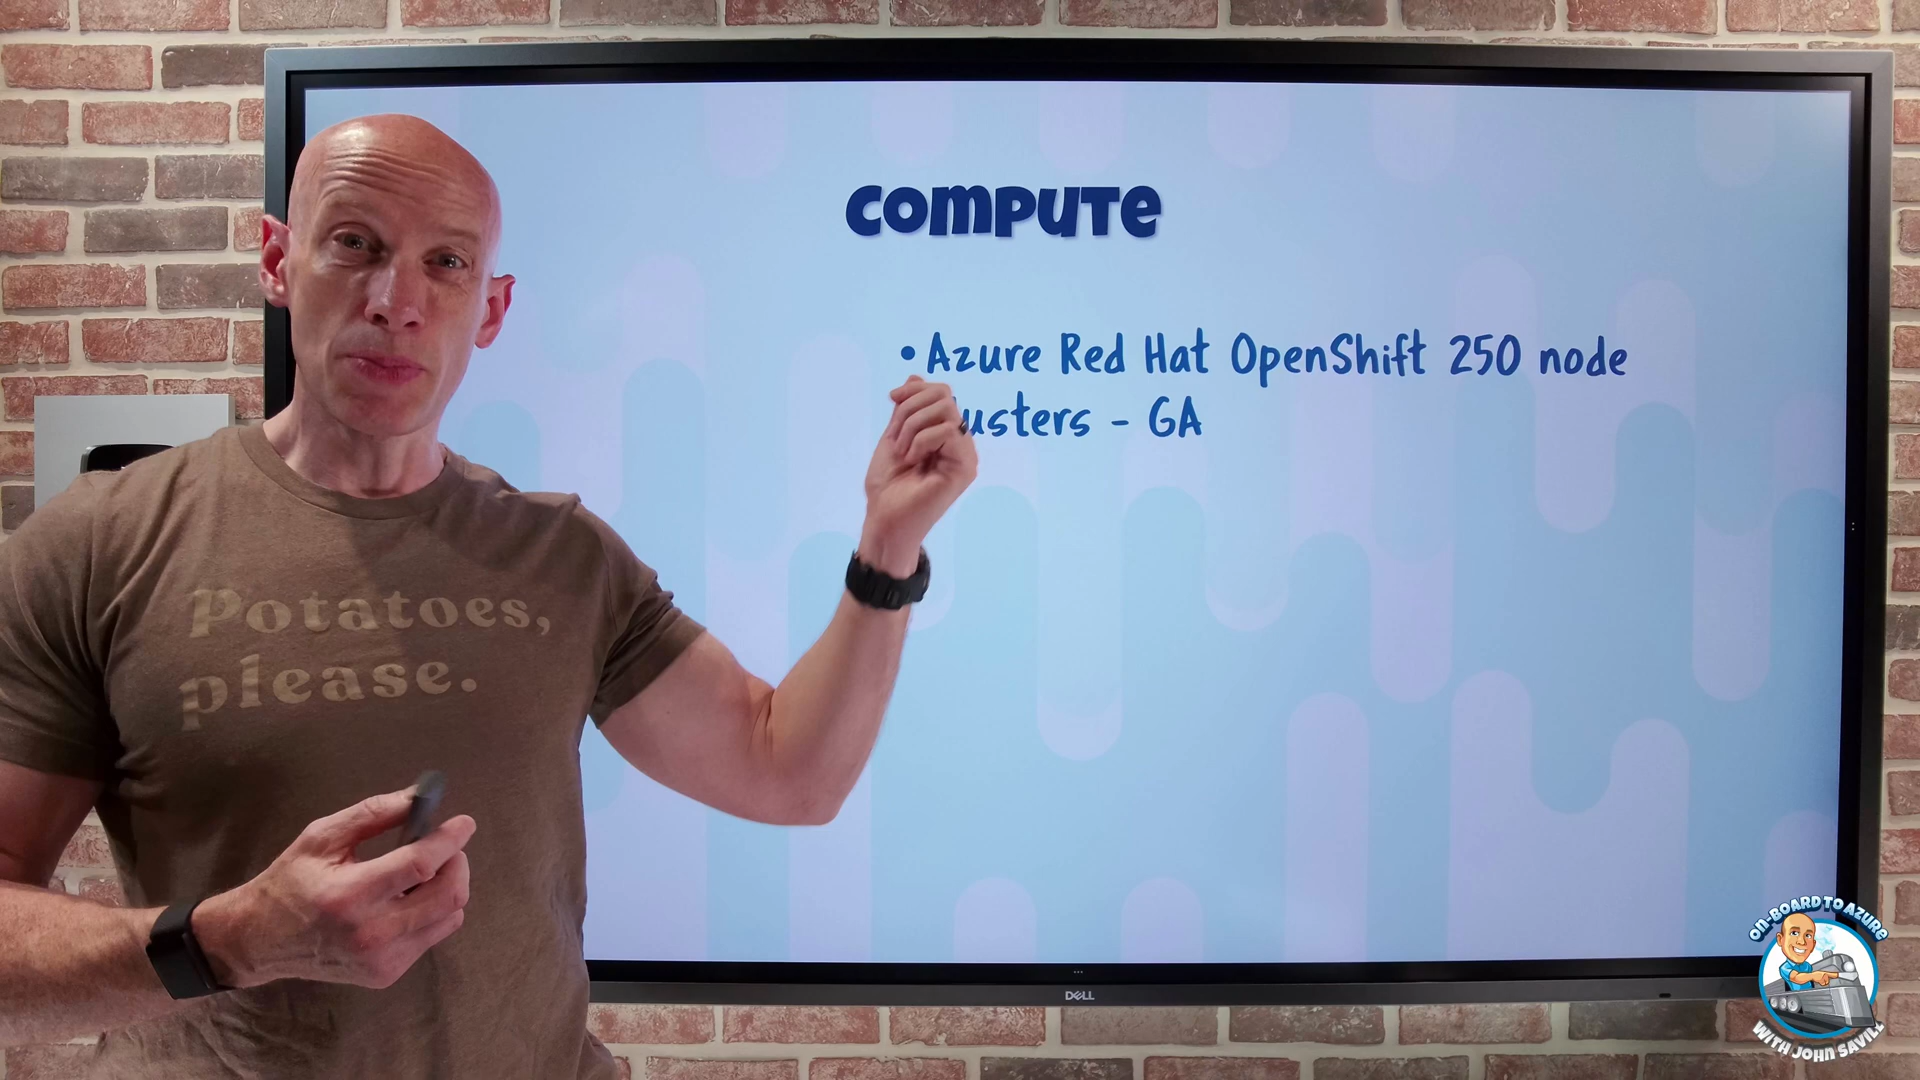 COMPUTE
• Azure Red Hat OpenShift 250 node
usters - GA
Potatoes,
please.
DELL
ON-BOARD TO AZURE
WITH JOHN SAVILL